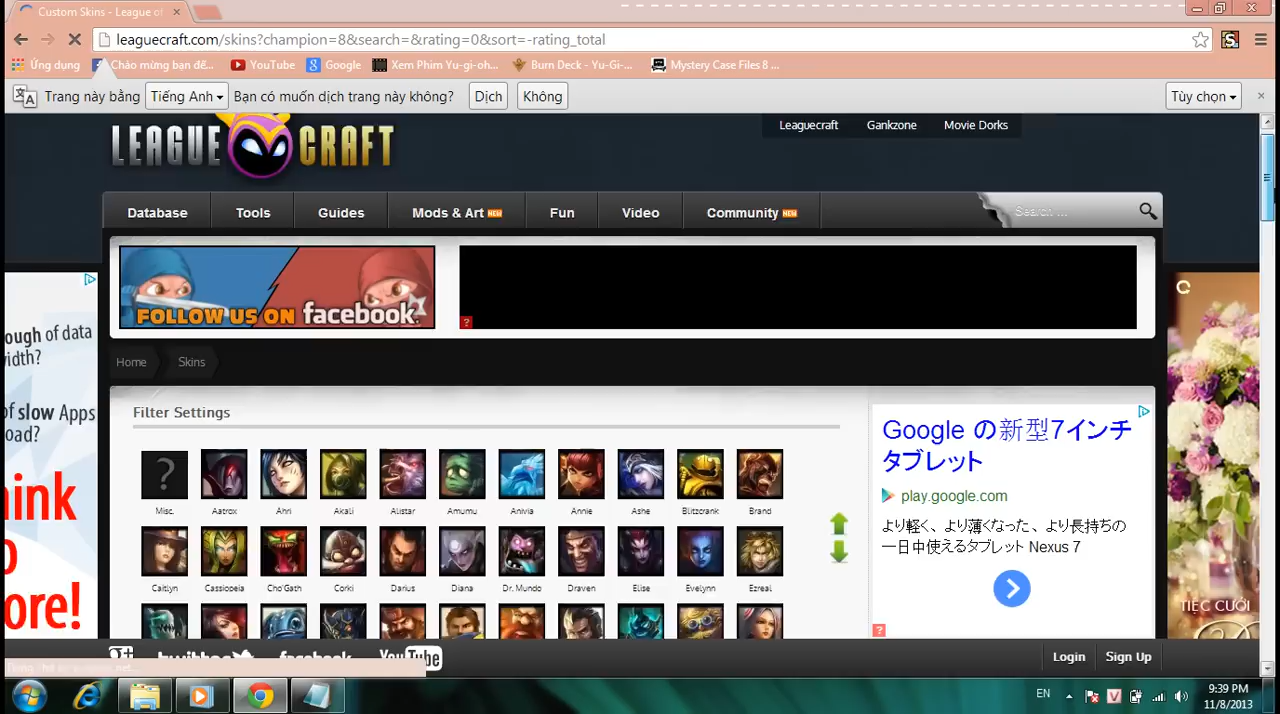 Custom Skins - League of
leaguecraft.com/skins?champion=8&search=&rating=0&sort=-rating_total
Ứng dụng
Chào mừng bạn đế...
YouTube
Google
Xem Phim Yu-gi-oh...
Burn Deck - Yu-Gi-...
Mystery Case Files 8 ...
Trang này bằng Tiếng Anh Bạn có muốn dịch trang này không? Dịch Không Tùy chọn
LEAGUE CRAFT
Leaguecraft Gankzone Movie Dorks
Database Tools Guides Mods & Art NEW Fun Video Community NEW Search ...
FOLLOW US ON facebook.
Home Skins
Filter Settings
?
Misc. Aatrox Ahri Akali Alistar Amumu Anivia Annie Ashe Blitzcrank Brand
Caitlyn Cassiopeia Cho'Gath Corki Darius Diana Dr. Mundo Draven Elise Evelynn Ezreal
Google の新型7インチ
タブレット
play.google.com
より軽く、より薄くなった、より長持ちの
一日中使えるタブレット Nexus 7
ough of data
idth?
of slow Apps
oad?
ink
ore!
TIỆC CƯỚI
facebook
YouTube
Login Sign Up
EN
9:39 PM
11/8/2013